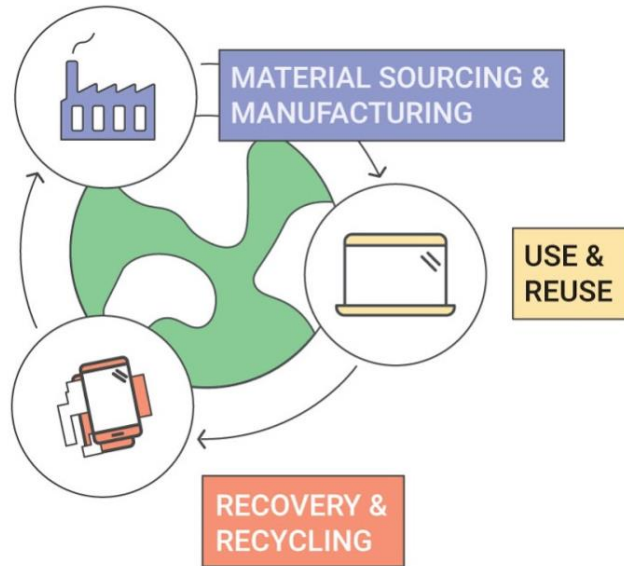 MATERIAL SOURCING &
MANUFACTURING
USE &
REUSE
RECOVERY &
RECYCLING